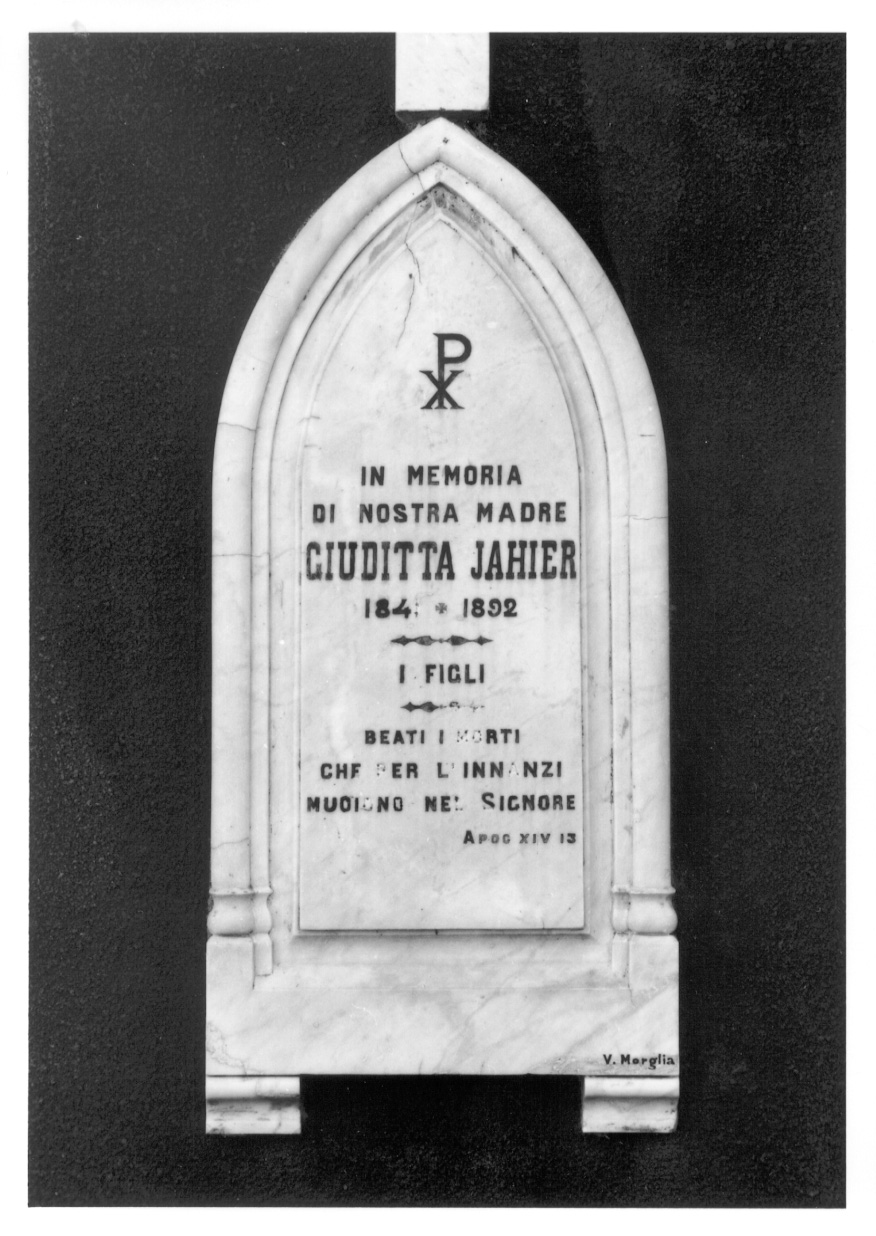 IN MEMORIA
DI NOSTRA MADRE
GIUDITTA JAHIER
1892
I FIGLI
BEATI I MORTI
CHE PER L'INNANZI
MUOIONO NEL SIGNORE
APOC XIV 13
V. Morglia